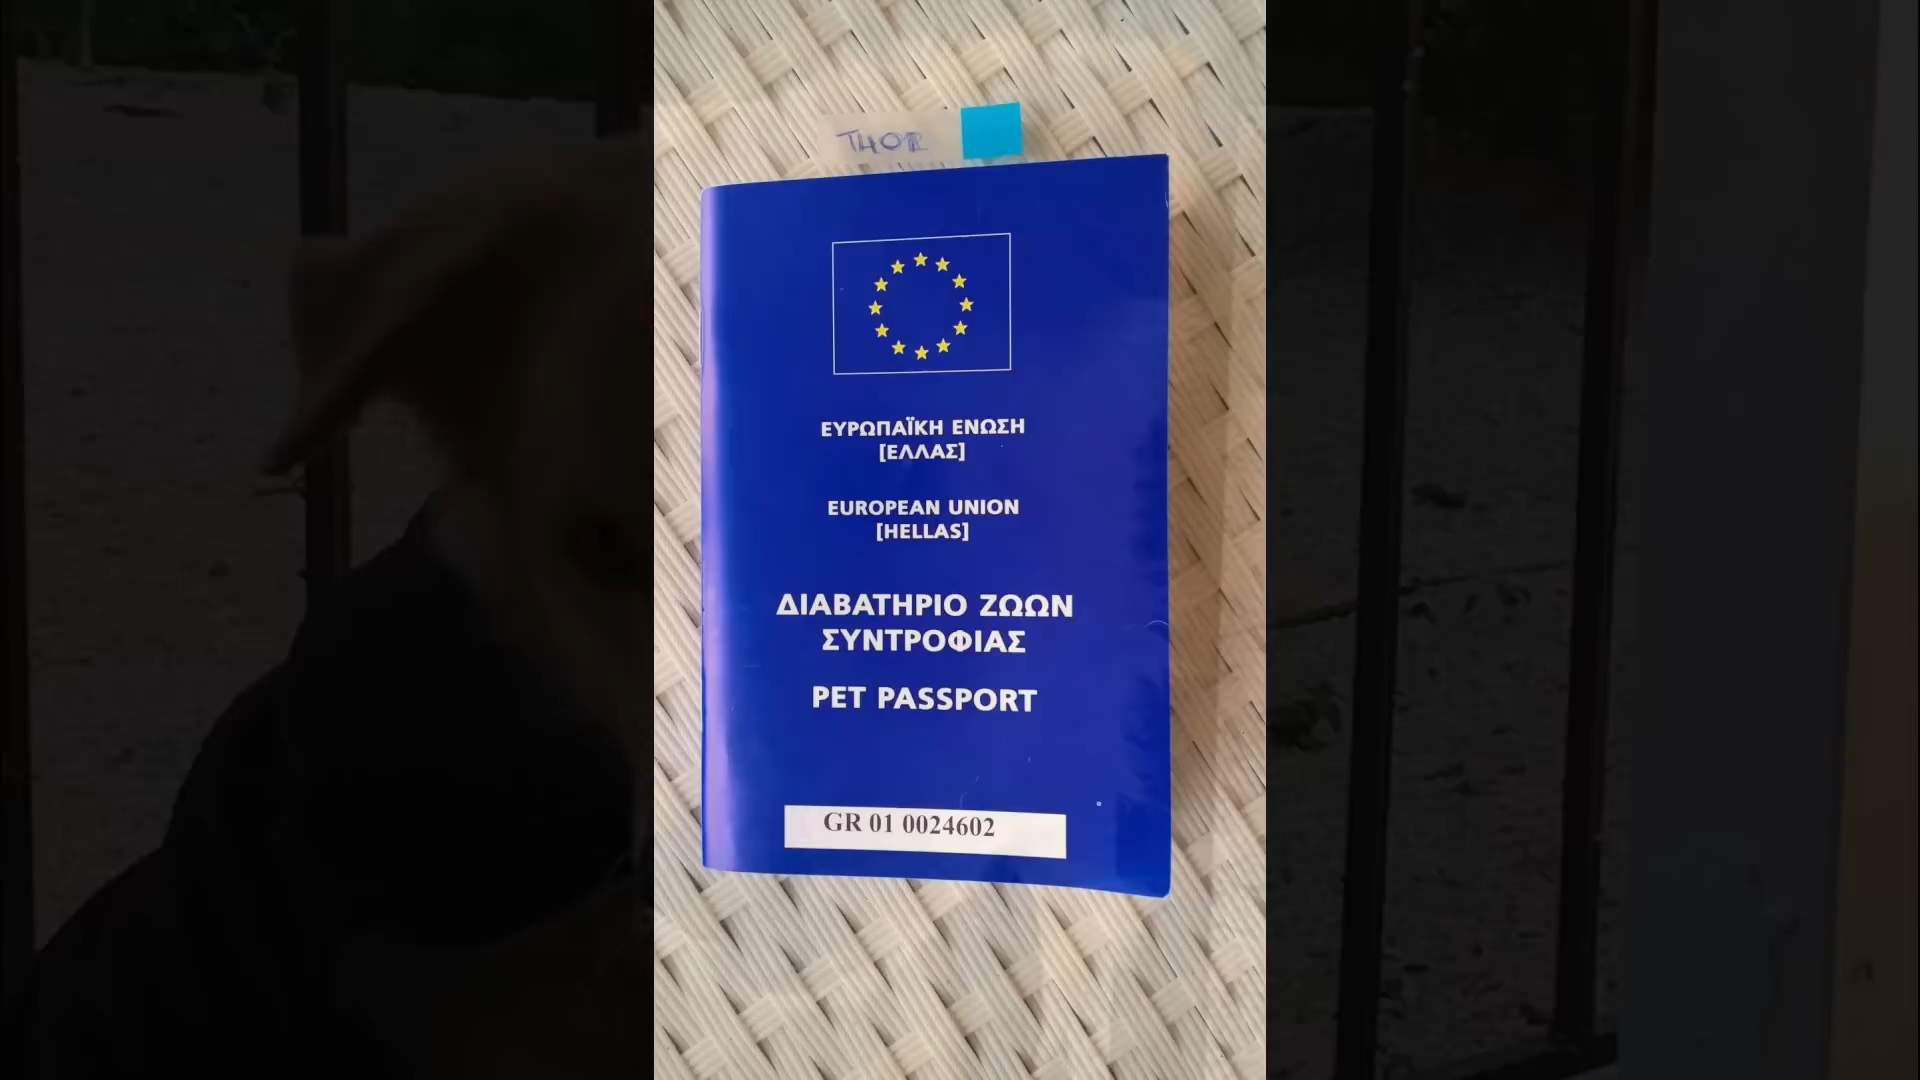 THOR
ΕΥΡΩΠΑΪΚΗ ΕΝΩΣΗ
[ΕΛΛΑΣ]
EUROPEAN UNION
[HELLAS]
ΔΙΑΒΑΤΗΡΙΟ ΖΩΩΝ
ΣΥΝΤΡΟΦΙΑΣ
PET PASSPORT
GR 01 0024602